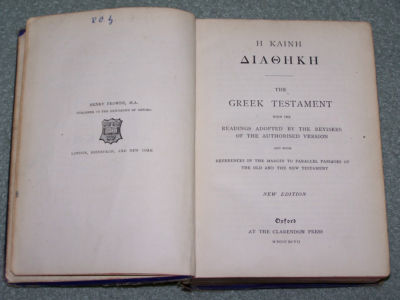 HENRY FROWDE, M.A.
PUBLISHER TO THE UNIVERSITY OF OXFORD
LONDON, EDINBURGH, AND NEW YORK
Η ΚΑΙΝΗ
ΔΙΑΘΗΚΗ
THE
GREEK TESTAMENT
WITH THE
READINGS ADOPTED BY THE REVISERS
OF THE AUTHORISED VERSION
AND WITH
REFERENCES IN THE MARGIN TO PARALLEL PASSAGES OF
THE OLD AND THE NEW TESTAMENT
NEW EDITION
Oxford
AT THE CLARENDON PRESS